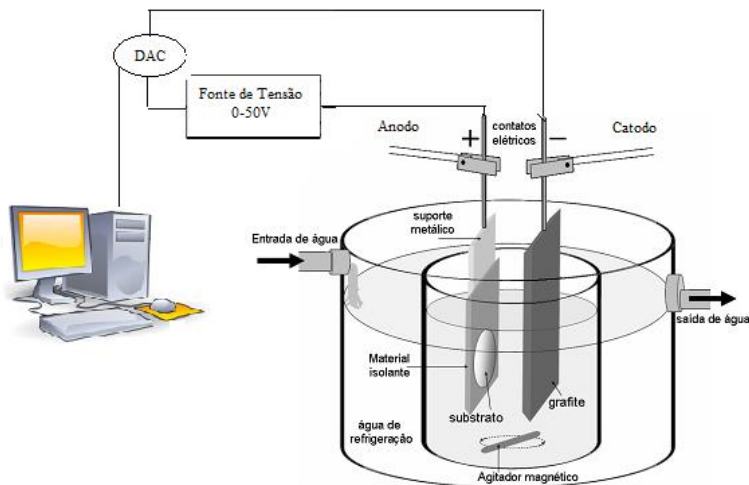 DAC
Fonte de Tensão
0-50V
Anodo
+
contatos
elétricos
−
Catodo
suporte
metálico
Entrada de água
saída de água
Material
isolante
substrato
grafite
água de
refrigeração
Agitador magnético